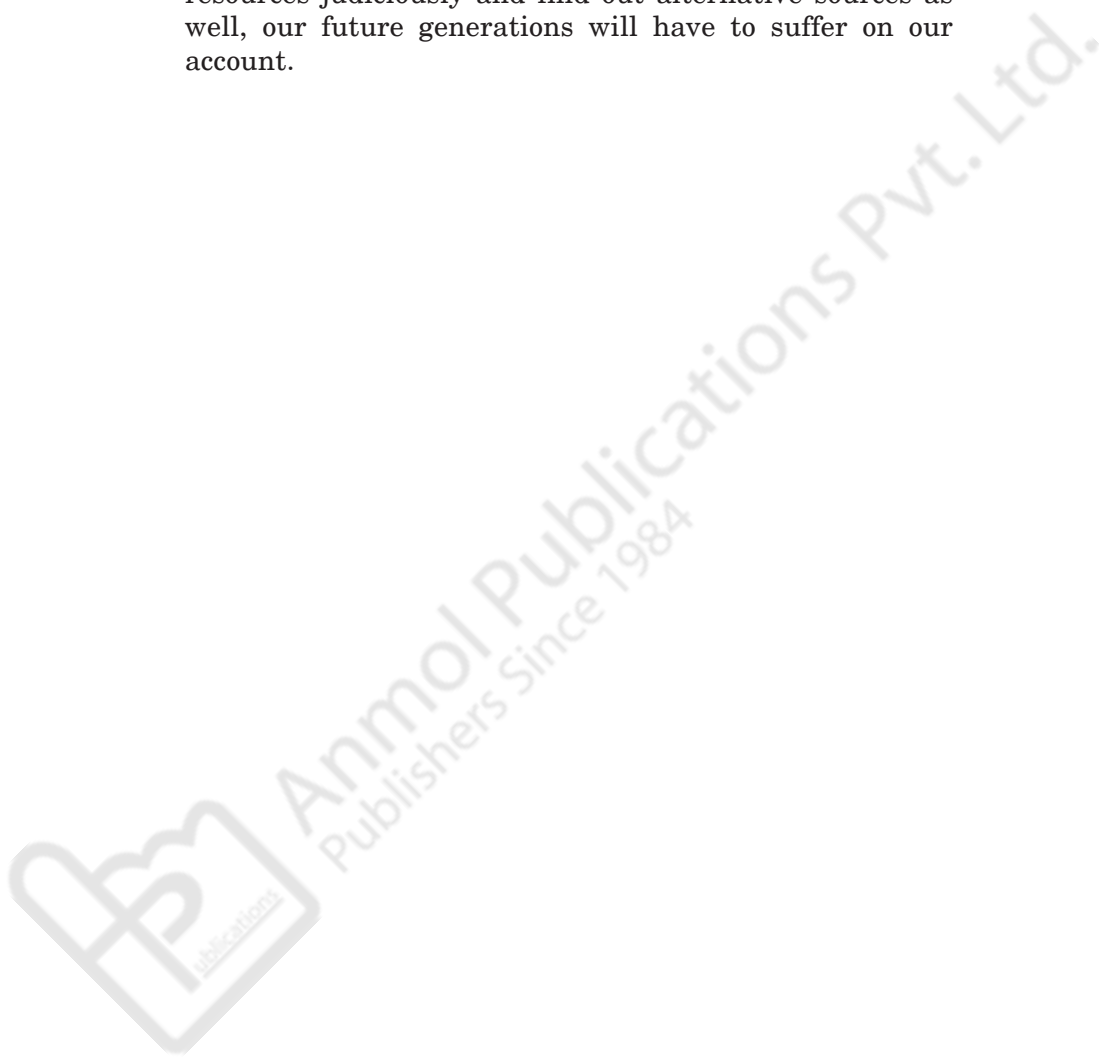 resources judiciously and find out alternative sources as
well, our future generations will have to suffer on our
account.
Anmol Publications Pvt. Ltd.
Publishers Since 1984
Publications